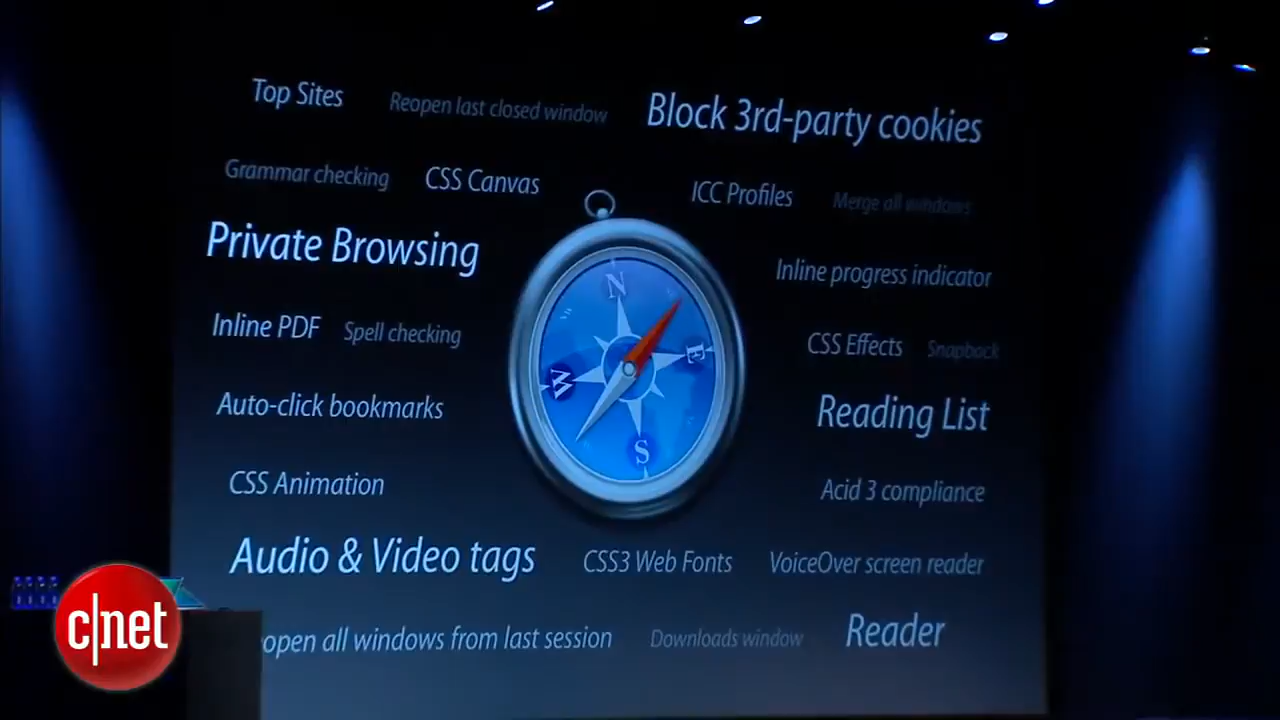 Top Sites
Reopen last closed window
Block 3rd-party cookies
Grammar checking
CSS Canvas
ICC Profiles
Merge all windows
Private Browsing
Inline progress indicator
N
E
S
W
Inline PDF
Spell checking
CSS Effects
Snapback
Auto-click bookmarks
Reading List
CSS Animation
Acid 3 compliance
Audio & Video tags
CSS3 Web Fonts
VoiceOver screen reader
open all windows from last session
Downloads window
Reader
c|net